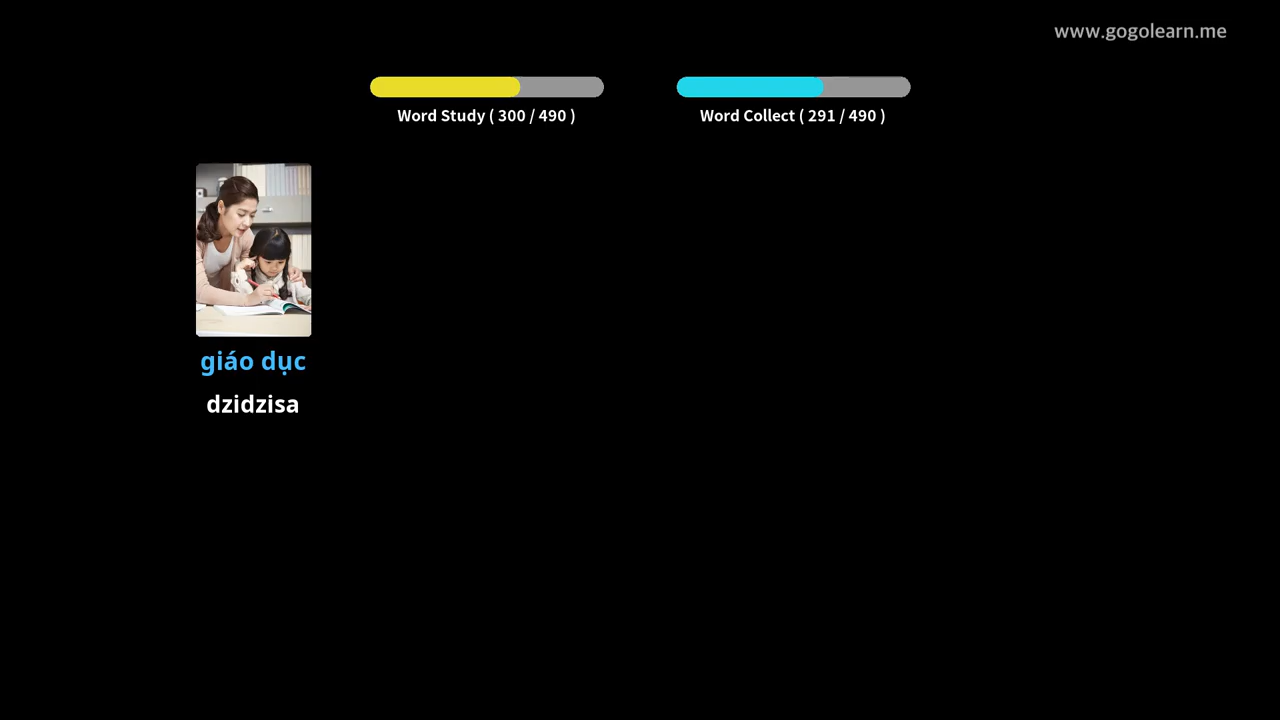 www.gogolearn.me
Word Study ( 300 / 490 )
Word Collect ( 291 / 490 )
giáo dục
dzidzisa